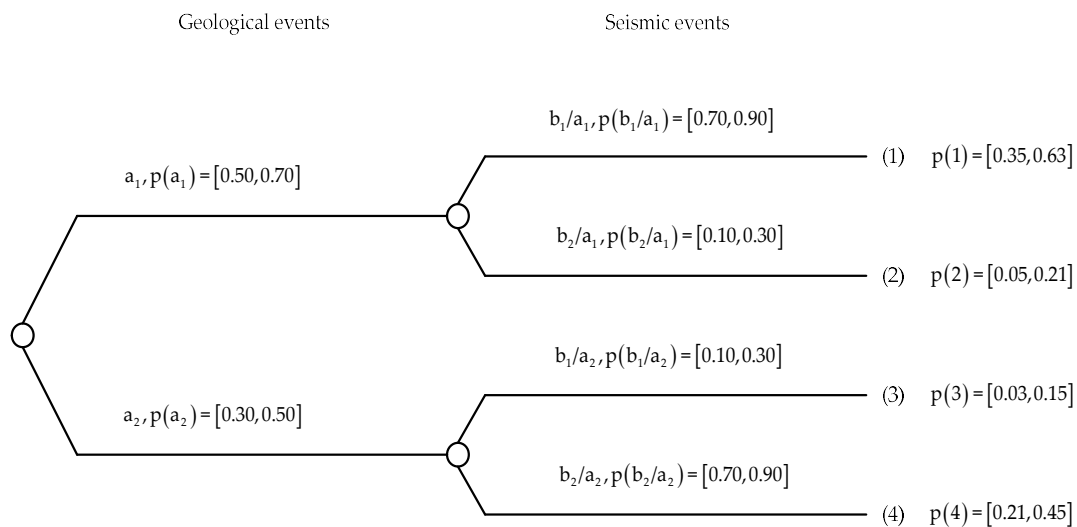 Geological events
Seismic events
b₁/a₁, p(b₁/a₁) = [0.70, 0.90]
(1) p(1) = [0.35, 0.63]
a₁, p(a₁) = [0.50, 0.70]
b₂/a₁, p(b₂/a₁) = [0.10, 0.30]
(2) p(2) = [0.05, 0.21]
b₁/a₂, p(b₁/a₂) = [0.10, 0.30]
(3) p(3) = [0.03, 0.15]
a₂, p(a₂) = [0.30, 0.50]
b₂/a₂, p(b₂/a₂) = [0.70, 0.90]
(4) p(4) = [0.21, 0.45]